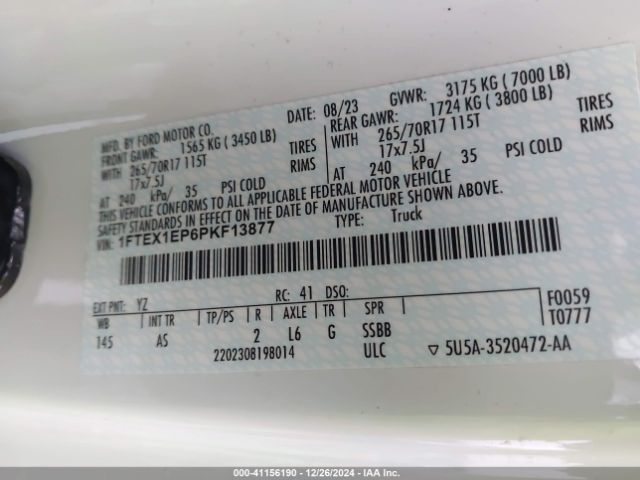 MFD. BY FORD MOTOR CO.
DATE: 08/23
GVWR: 3175 KG ( 7000 LB)
FRONT GAWR: 1565 KG ( 3450 LB)
REAR GAWR: 1724 KG ( 3800 LB)
WITH 265/70R17 115T TIRES
265/70R17 115T TIRES
17x7.5J RIMS
17x7.5J RIMS
AT 240 kPa/ 35 PSI COLD
AT 240 kPa/ 35 PSI COLD
THIS VEHICLE CONFORMS TO ALL APPLICABLE FEDERAL MOTOR VEHICLE
SAFETY STANDARDS IN EFFECT ON THE DATE OF MANUFACTURE SHOWN ABOVE.
VIN: 1FTEX1EP6PKF13877
TYPE: Truck
EXT PNT: YZ RC: 41 DSO:
F0059
WB INT TR TP/PS R AXLE TR SPR
T0777
145 AS 2 L6 G SSBB
2202308198014 ULC ▽ 5U5A-3520472-AA
000-41156190 - 12/26/2024 - IAA Inc.